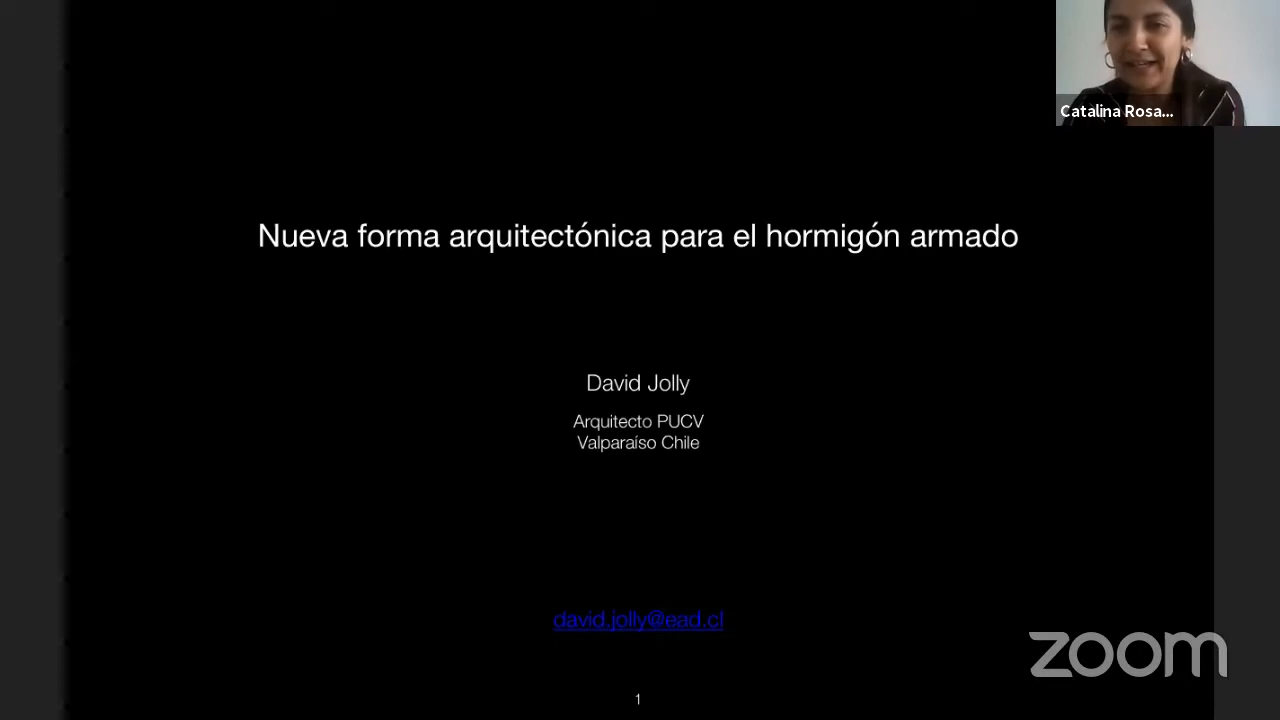 Catalina Rosa...
Nueva forma arquitectónica para el hormigón armado
David Jolly
Arquitecto PUCV
Valparaíso Chile
david.jolly@ead.cl
zoom
1